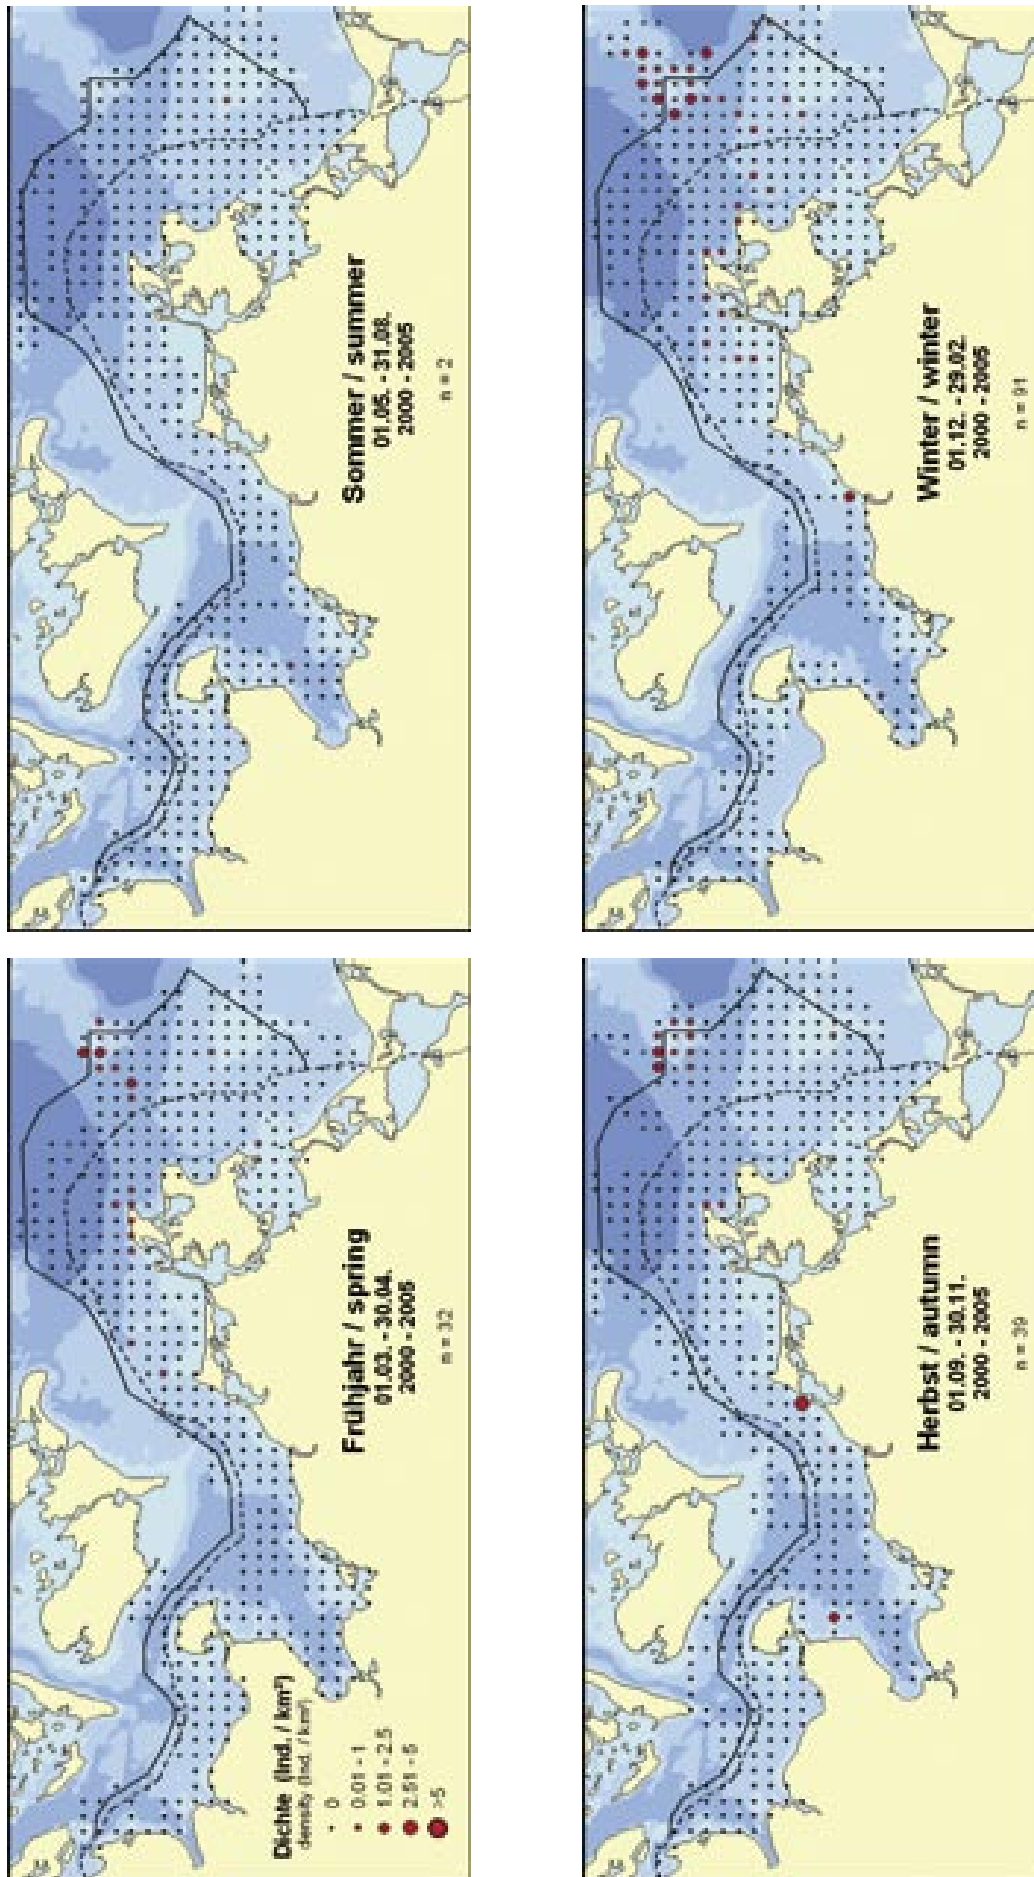 Frühjahr / spring
01.03. - 30.04.
2000 - 2005
n = 32
Dichte (Ind. / km²)
density (Ind. / km²)
0
0.01 - 1
1.01 - 2.5
2.51 - 5
>5
Sommer / summer
01.05. - 31.08.
2000 - 2005
n = 2
Herbst / autumn
01.09. - 30.11.
2000 - 2005
n = 39
Winter / winter
01.12. - 29.02.
2000 - 2005
n = 91